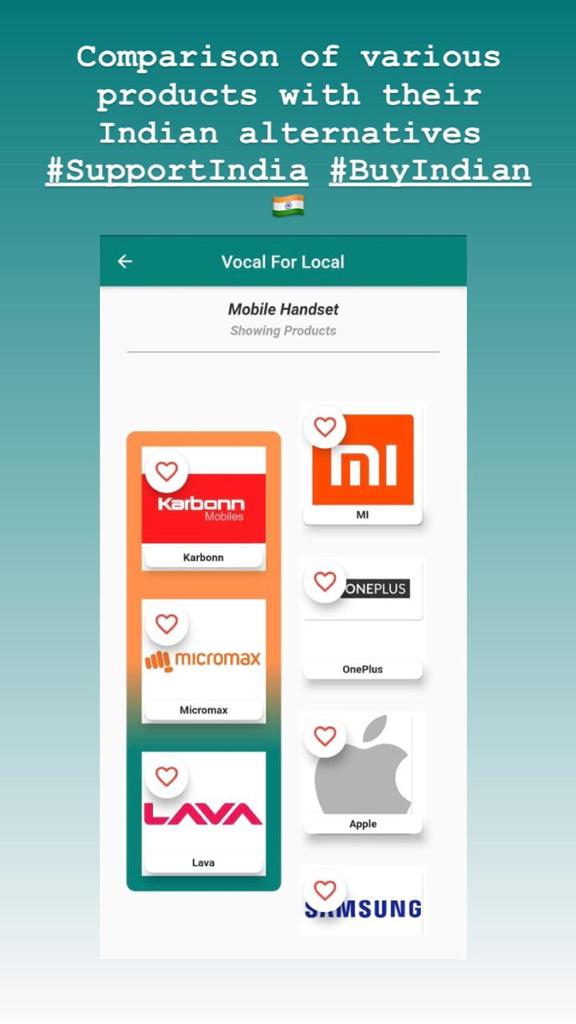 Comparison of various
products with their
Indian alternatives
#SupportIndia #BuyIndian
Vocal For Local
Mobile Handset
Showing Products
Karbonn
Mobiles
Karbonn
micromax
Micromax
LAVA
Lava
mi
MI
ONEPLUS
OnePlus
Apple
SAMSUNG